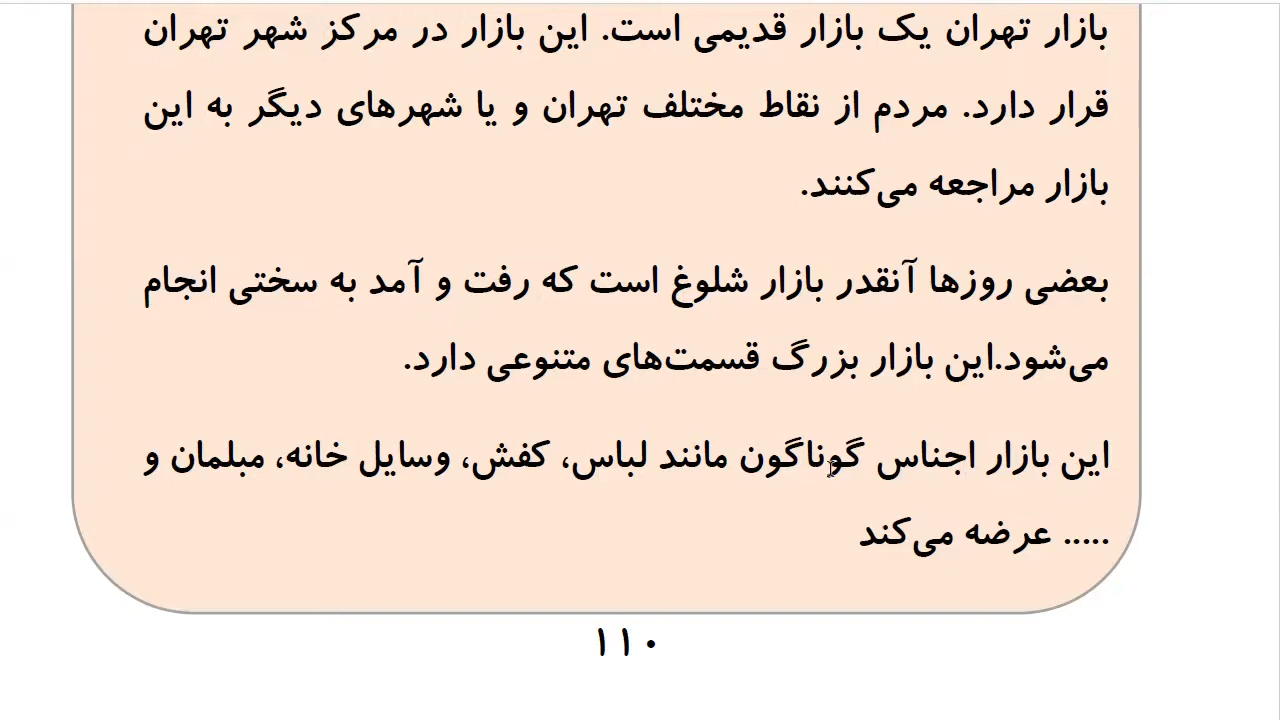 بازار تهران یک بازار قدیمی است. این بازار در مرکز شهر تهران
قرار دارد. مردم از نقاط مختلف تهران و یا شهرهای دیگر به این
بازار مراجعه می‌کنند.
بعضی روزها آنقدر بازار شلوغ است که رفت و آمد به سختی انجام
می‌شود.این بازار بزرگ قسمت‌های متنوعی دارد.
این بازار اجناس گوناگون مانند لباس، کفش، وسایل خانه، مبلمان و
..... عرضه می‌کند
۱۱۰